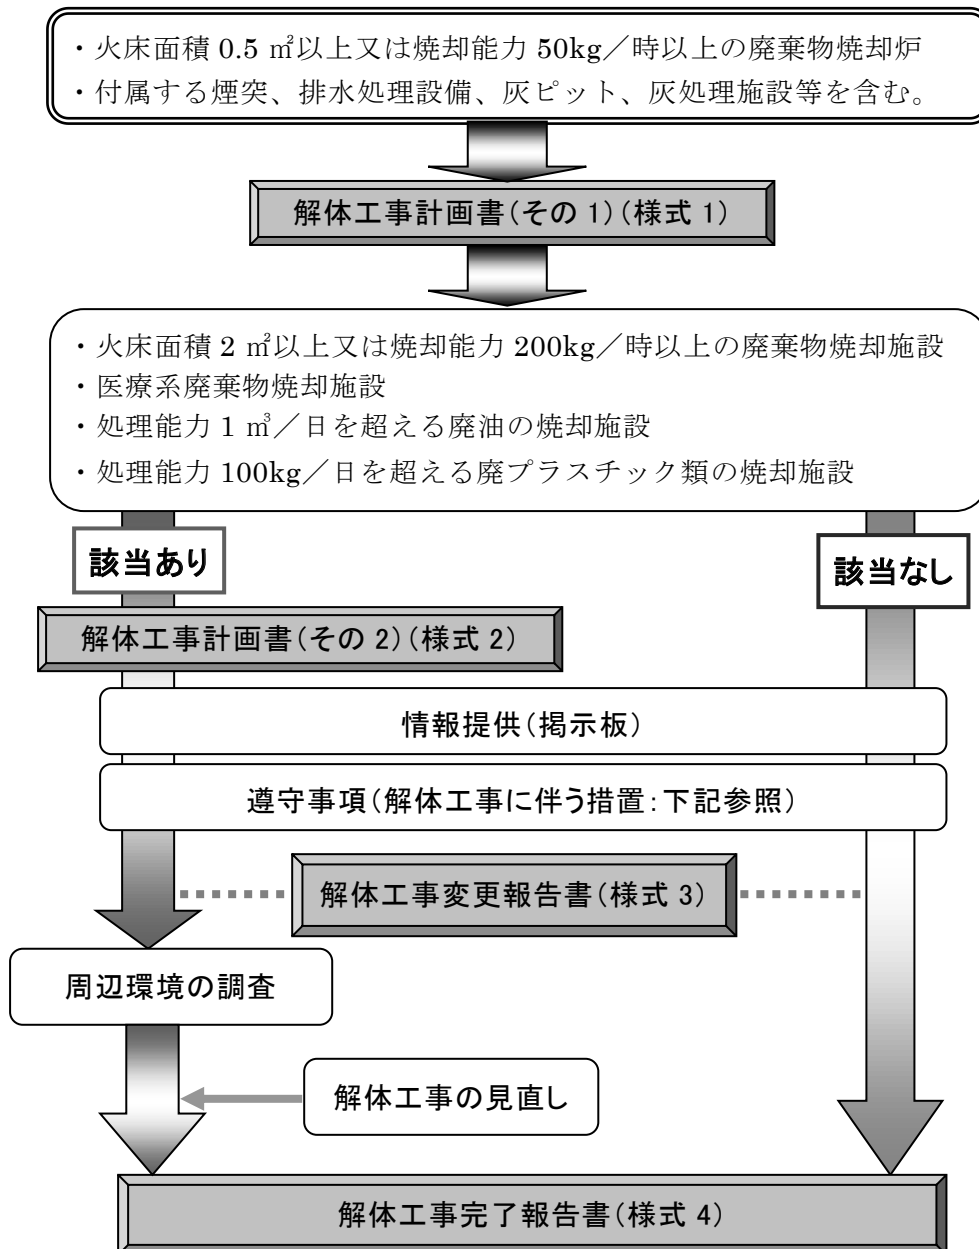 ・火床面積 0.5 ㎡以上又は焼却能力 50kg／時以上の廃棄物焼却炉
・付属する煙突、排水処理設備、灰ピット、灰処理施設等を含む。
解体工事計画書(その 1)(様式 1)
・火床面積 2 ㎡以上又は焼却能力 200kg／時以上の廃棄物焼却施設
・医療系廃棄物焼却施設
・処理能力 1 ㎥／日を超える廃油の焼却施設
・処理能力 100kg／日を超える廃プラスチック類の焼却施設
該当あり
該当なし
解体工事計画書(その 2)(様式 2)
情報提供(掲示板)
遵守事項(解体工事に伴う措置:下記参照)
解体工事変更報告書(様式 3)
周辺環境の調査
解体工事の見直し
解体工事完了報告書(様式 4)